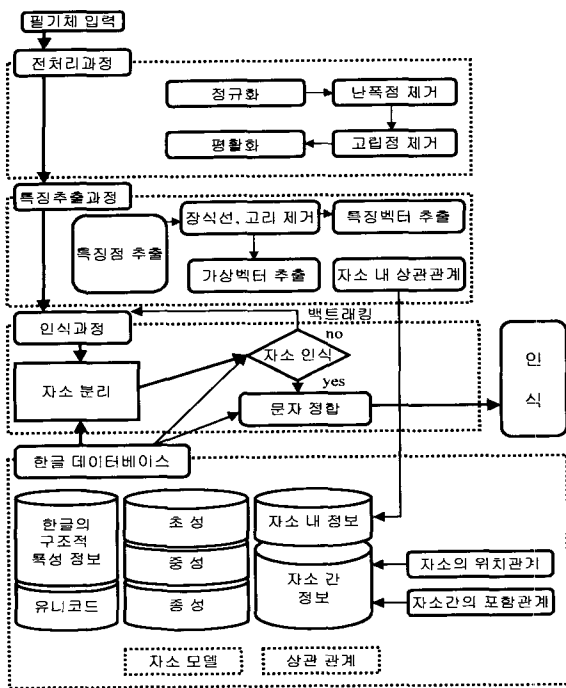 필기체 입력
전처리과정
정규화
난폭점 제거
평활화
고립점 제거
특징추출과정
장식선, 고리 제거
특징벡터 추출
특징점 추출
가상벡터 추출
자소 내 상관관계
백트래킹
인식과정
no
자소 인식
인
식
자소 분리
yes
문자 정합
한글 데이터베이스
한글의
구조적
특성 정보
초 성
자소 내 정보
중 성
자소 간
정보
자소의 위치관계
유니코드
종 성
자소간의 포함관계
자소 모델
상관 관계